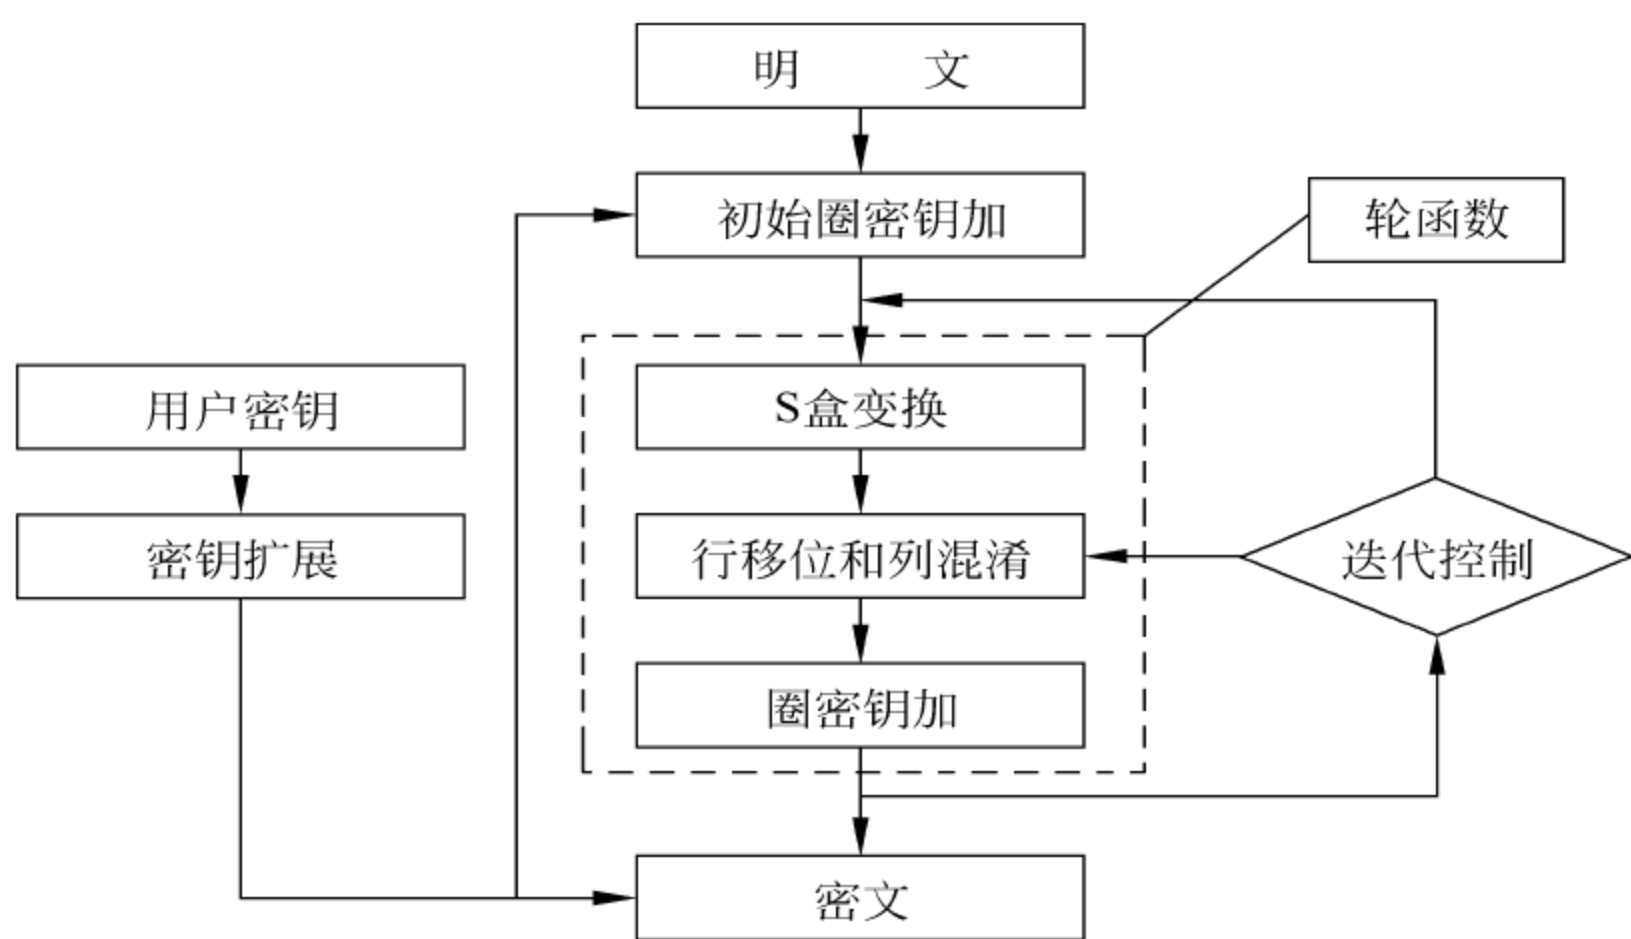 明 文
初始圈密钥加
轮函数
用户密钥
S盒变换
密钥扩展
行移位和列混淆
迭代控制
圈密钥加
密文